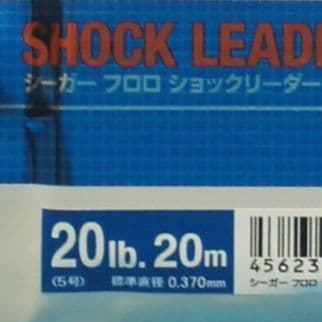 SHOCK LEAD
シーガー フロロ ショックリーダー
20lb. 20m
(5号) 標準直径 0.370mm
45623
シーガー フロロ